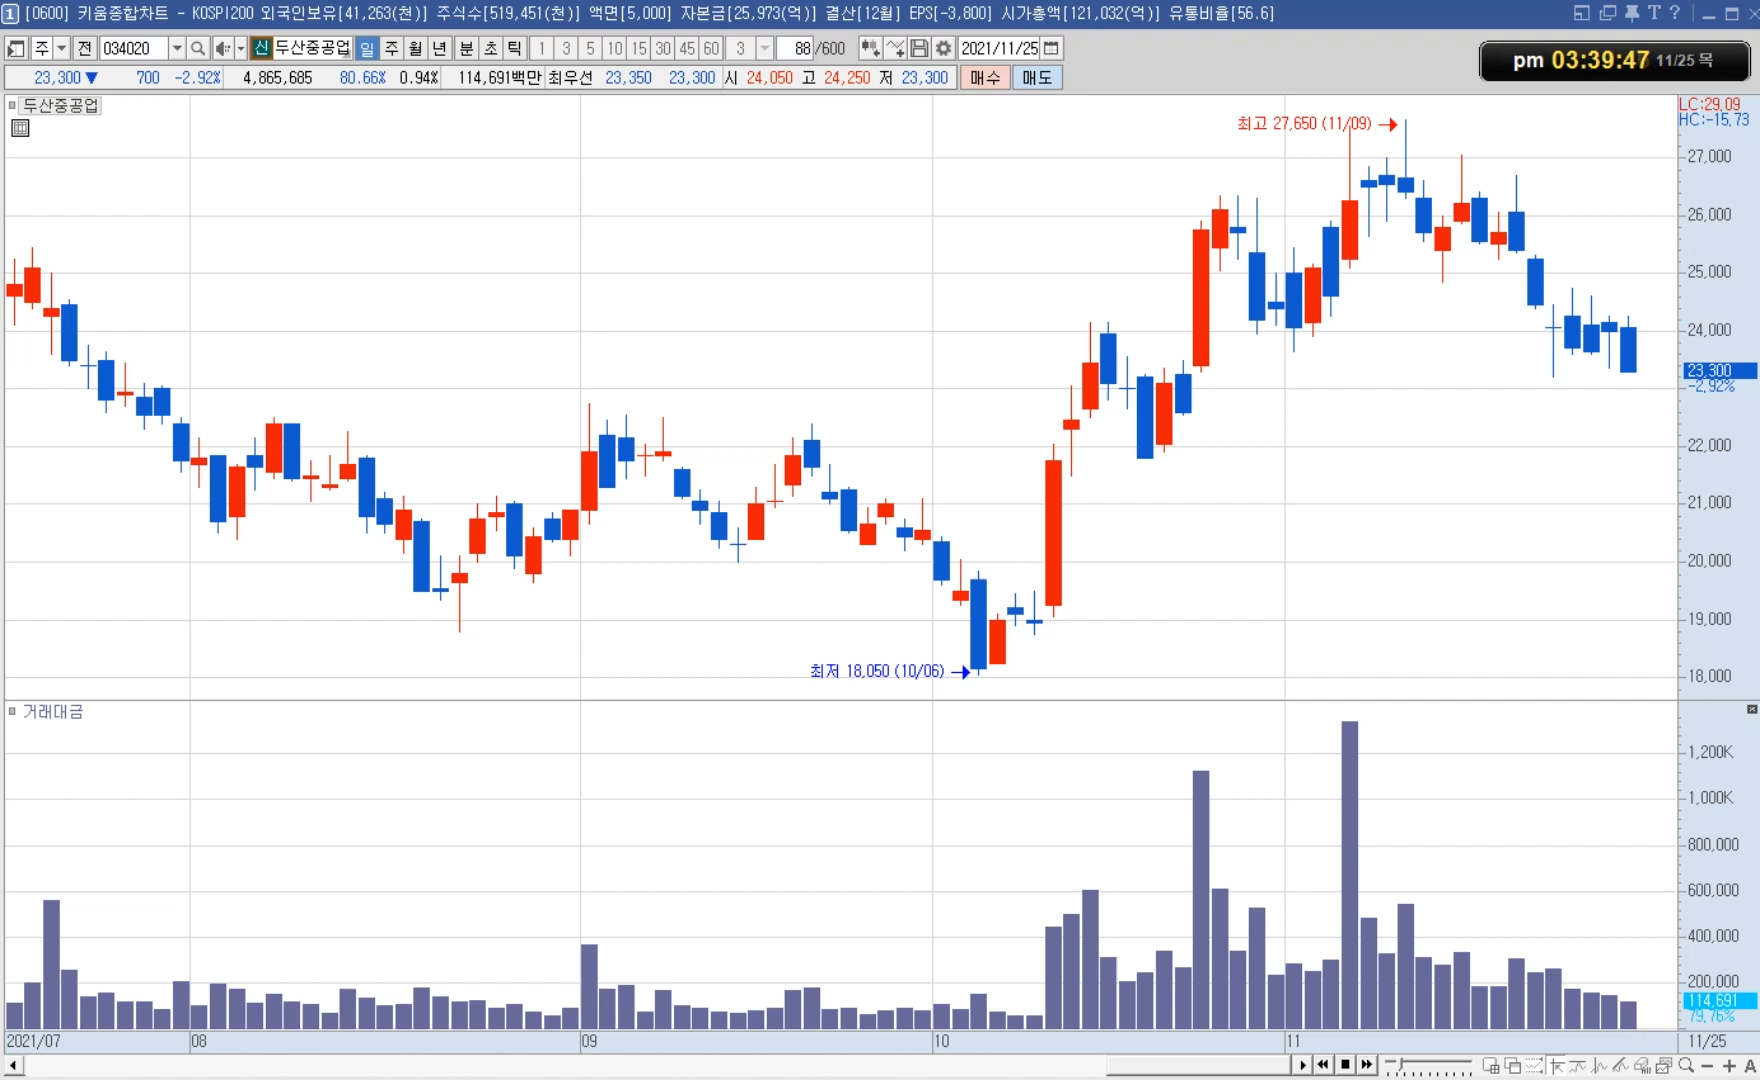 1 [0600] 키움종합차트 - KOSPI200 외국인보유[41,263(천)] 주식수[519,451(천)] 액면[5,000] 자본금[25,973(억)] 결산[12월] EPS[-3,800] 시가총액[121,032(억)] 유통비율[56.6] T ?
주 전 034020 신 두산중공업 일 주 월 년 분 초 틱 1 3 5 10 15 30 45 60 3 88 /600 2021/11/25
pm 03:39:47 11/25 목
23,300 ▼ 700 -2.92% 4,865,685 80.66% 0.94% 114,691백만 최우선 23,350 23,300 시 24,050 고 24,250 저 23,300 매수 매도
두산중공업
LC:29.09
HC:-15.73
최고 27,650 (11/09)
27,000
26,000
25,000
24,000
23,300
-2.92%
22,000
21,000
20,000
19,000
최저 18,050 (10/06)
18,000
거래대금
1,200K
1,000K
800,000
600,000
400,000
200,000
114,691
79.76%
2021/07 08 09 10 11 11/25
A